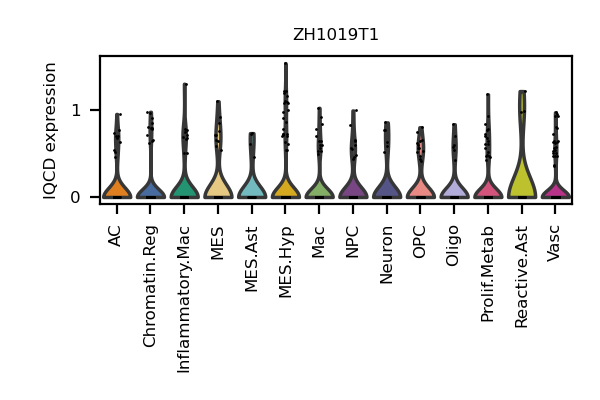 ZH1019T1
IQCD expression
1
0
AC
Chromatin.Reg
Inflammatory.Mac
MES
MES.Ast
MES.Hyp
Mac
NPC
Neuron
OPC
Oligo
Prolif.Metab
Reactive.Ast
Vasc